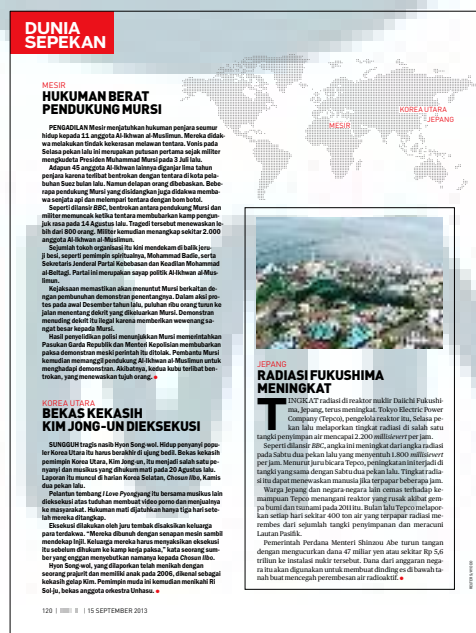 DUNIA
SEPEKAN
MESIR
HUKUMAN BERAT
PENDUKUNG MURSI
PENGADILAN Mesir menjatuhkan hukuman penjara seumur
hidup kepada 11 anggota Al-Ikhwan al-Muslimun. Mereka didak-
wa melakukan tindak kekerasan melawan tentara. Vonis pada
Selasa pekan lalu ini merupakan putusan pertama sejak militer
mengkudeta Presiden Muhammad Mursi pada 3 Juli lalu.
Adapun 45 anggota Al-Ikhwan lainnya diganjar lima tahun
penjara karena terlibat bentrokan dengan tentara di kota pela-
buhan Suez bulan lalu. Namun delapan orang dibebaskan. Bebe-
rapa pendukung Mursi yang disidangkan juga didakwa memba-
wa senjata api dan melempari tentara dengan bom botol.
Seperti dilansir BBC, bentrokan antara pendukung Mursi dan
militer memuncak ketika tentara membubarkan kamp pengun-
juk rasa pada 14 Agustus lalu. Tragedi tersebut menewaskan le-
bih dari 800 orang. Militer kemudian menangkap sekitar 2.000
anggota Al-Ikhwan al-Muslimun.
Sejumlah tokoh organisasi itu kini mendekam di balik jeru-
ji besi, seperti pemimpin spiritualnya, Mohammad Badie, serta
Sekretaris Jenderal Partai Kebebasan dan Keadilan Mohammad
al-Beltagi. Partai ini merupakan sayap politik Al-Ikhwan al-Mus-
limun.
Kejaksaan memastikan akan menuntut Mursi berkaitan de-
ngan pembunuhan demonstran penentangnya. Dalam aksi pro-
tes pada awal Desember tahun lalu, puluhan ribu orang turun ke
jalan menentang dekrit yang dikeluarkan Mursi. Demonstran
menuding dekrit itu ilegal karena memberikan wewenang sa-
ngat besar kepada Mursi.
Hasil penyelidikan polisi menunjukkan Mursi memerintahkan
Pasukan Garda Republik dan Menteri Kepolisian membubarkan
paksa demonstran meski perintah itu ditolak. Pembantu Mursi
kemudian memanggil pendukung Al-Ikhwan al-Muslimun untuk
menghadapi demonstran. Akibatnya, kedua kubu terlibat ben-
trokan, yang menewaskan tujuh orang.
KOREA UTARA
BEKAS KEKASIH
KIM JONG-UN DIEKSEKUSI
SUNGGUH tragis nasib Hyon Song-wol. Hidup penyanyi popu-
ler Korea Utara itu harus berakhir di ujung bedil. Bekas kekasih
pemimpin Korea Utara, Kim Jong-un, itu menjadi salah satu pe-
nyanyi dan musikus yang dihukum mati pada 20 Agustus lalu.
Laporan itu muncul di harian Korea Selatan, Chosun Ilbo, Kamis
dua pekan lalu.
Pelantun tembang I Love Pyongyang itu bersama musikus lain
dieksekusi atas tuduhan membuat video porno dan menjualnya
ke masyarakat. Hukuman mati dijatuhkan hanya tiga hari sete-
lah mereka ditangkap.
Eksekusi dilakukan oleh juru tembak disaksikan keluarga
para terdakwa. "Mereka dibunuh dengan senapan mesin sambil
mendekap Injil. Keluarga mereka harus menyaksikan eksekusi
itu sebelum dihukum ke kamp kerja paksa," kata seorang sum-
ber yang enggan menyebutkan namanya kepada Chosun Ilbo.
Hyon Song-wol, yang dilaporkan telah menikah dengan
seorang prajurit dan memiliki anak pada 2006, dikenal sebagai
kekasih gelap Kim. Pemimpin muda ini kemudian menikahi Ri
Sol-ju, bekas anggota orkestra Unhasu.
MESIR
KOREA UTARA
JEPANG
JEPANG
RADIASI FUKUSHIMA
MENINGKAT
TINGKAT radiasi di reaktor nuklir Daiichi Fukushi-
ma, Jepang, terus meningkat. Tokyo Electric Power
Company (Tepco), pengelola reaktor itu, Selasa pe-
kan lalu melaporkan tingkat radiasi di salah satu
tangki penyimpan air mencapai 2.200 millisievert per jam.
Seperti dilansir BBC, angka ini meningkat dari angka radiasi
pada Sabtu dua pekan lalu yang menyentuh 1.800 millisievert
per jam. Menurut juru bicara Tepco, peningkatan ini terjadi di
tangki yang sama dengan Sabtu dua pekan lalu. Tingkat radia-
si itu dapat menewaskan manusia jika terpapar beberapa jam.
Warga Jepang dan negara-negara lain cemas terhadap ke-
mampuan Tepco menangani reaktor yang rusak akibat gem-
pa bumi dan tsunami pada 2011 itu. Bulan lalu Tepco melapor-
kan setiap hari sekitar 400 ton air yang terpapar radiasi me-
rembes dari sejumlah tangki penyimpanan dan meracuni
Lautan Pasifik.
Pemerintah Perdana Menteri Shinzou Abe turun tangan
dengan mengucurkan dana 47 miliar yen atau sekitar Rp 5,6
triliun ke instalasi nuklir tersebut. Dana dari anggaran nega-
ra itu akan digunakan untuk membuat dinding es di bawah ta-
nah buat mencegah perembesan air radioaktif.
120 | | 15 SEPTEMBER 2013